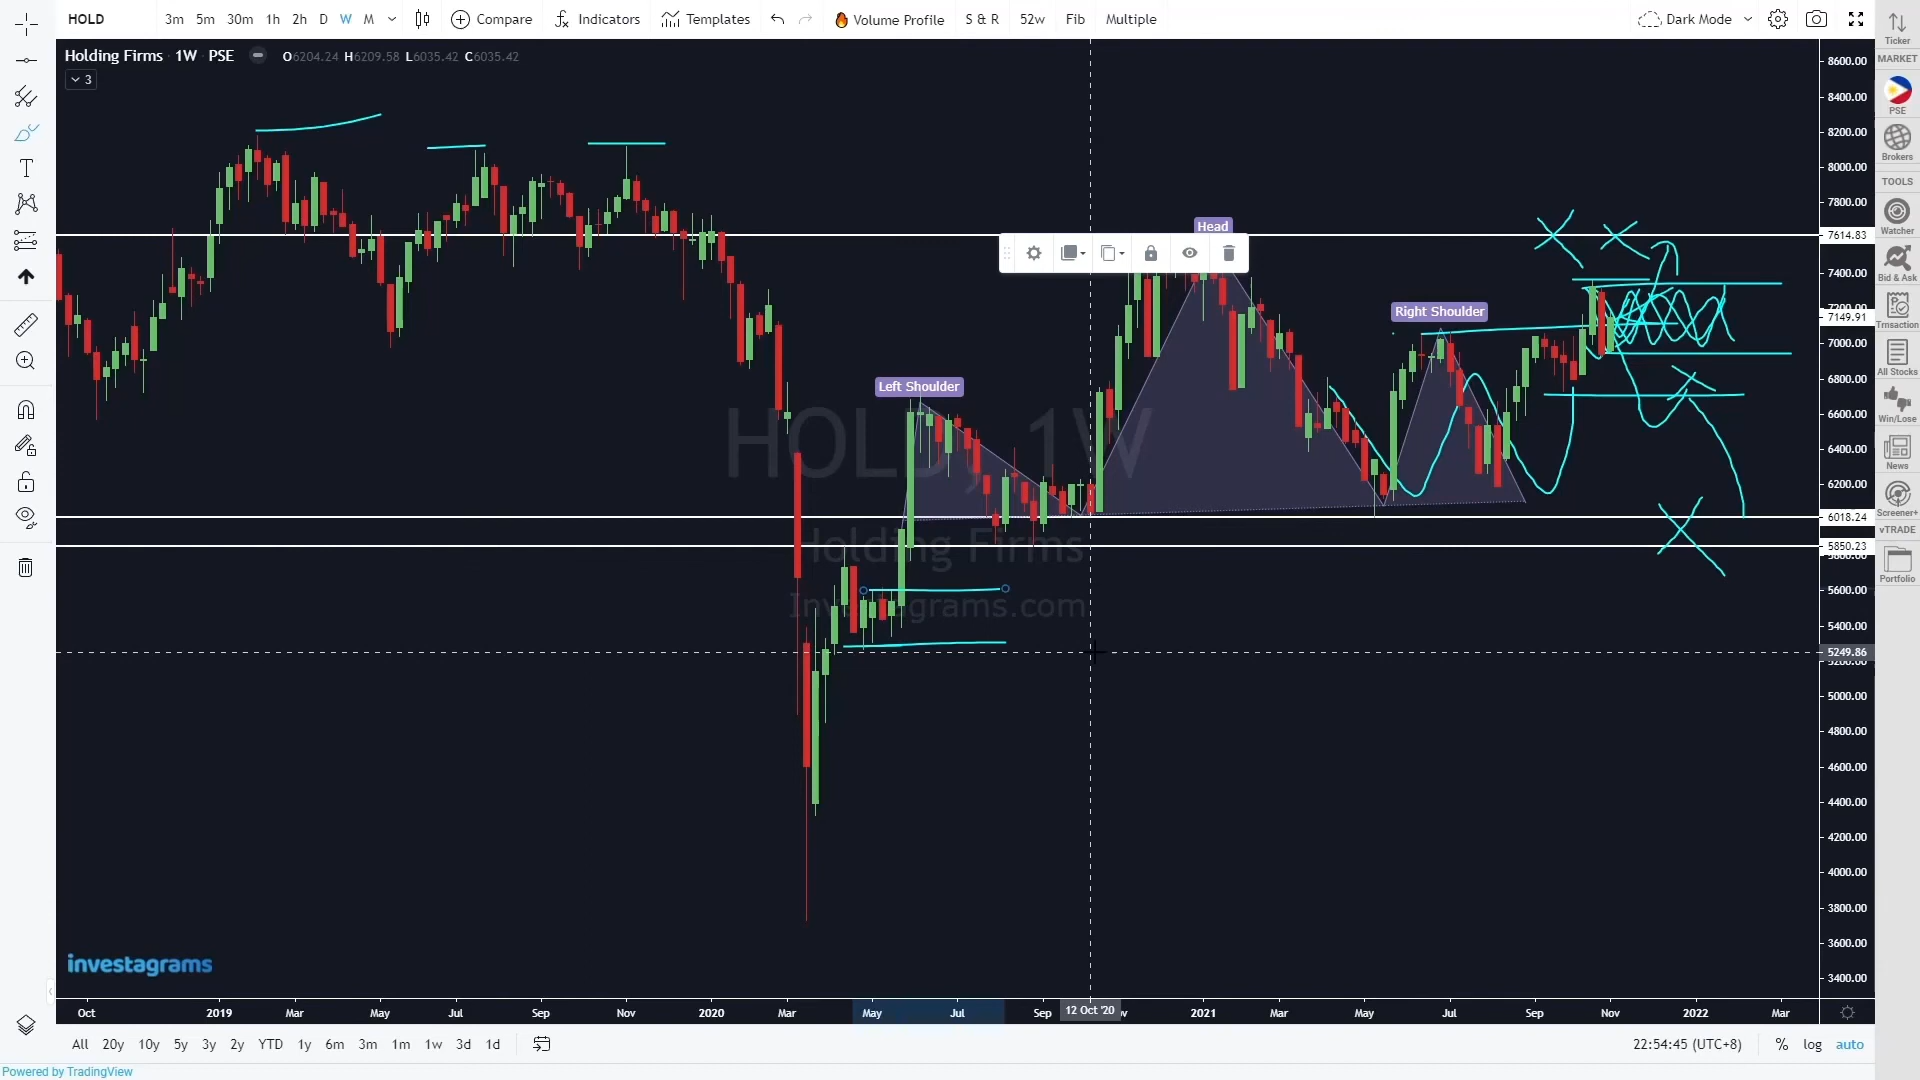 HOLD 3m 5m 30m 1h 2h D W M Compare Indicators Templates Volume Profile S & R 52w Fib Multiple Dark Mode
Holding Firms 1W PSE O6204.24 H6209.58 L6035.42 C6035.42
3
Head
Right Shoulder
Left Shoulder
HOLD, 1W
Holding Firms
Investagrams.com
8600.00
8400.00
8200.00
8000.00
7800.00
7614.83
7400.00
7200.00
7149.91
7000.00
6800.00
6600.00
6400.00
6200.00
6018.24
5850.23
5800.00
5600.00
5400.00
5249.86
5200.00
5000.00
4800.00
4600.00
4400.00
4200.00
4000.00
3800.00
3600.00
3400.00
Ticker
MARKET
PSE
Brokers
TOOLS
Watcher
Bid & Ask
Trnsaction
All Stocks
Win/Lose
News
Screener+
vTRADE
Portfolio
investagrams
Oct 2019 Mar May Jul Sep Nov 2020 Mar May Jul Sep 12 Oct '20 2021 Mar May Jul Sep Nov 2022 Mar
All 20y 10y 5y 3y 2y YTD 1y 6m 3m 1m 1w 3d 1d 22:54:45 (UTC+8) % log auto
Powered by TradingView